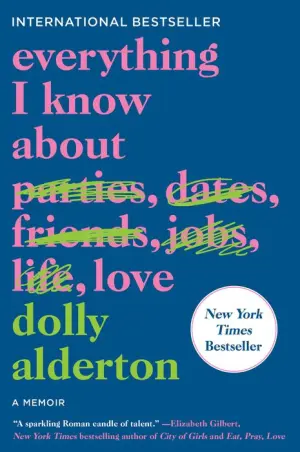 INTERNATIONAL BESTSELLER
everything
I know
about
parties, dates,
friends, jobs,
life, love
dolly
alderton
New York
Times
Bestseller
A MEMOIR
“A sparkling Roman candle of talent.” —Elizabeth Gilbert,
New York Times bestselling author of City of Girls and Eat, Pray, Love